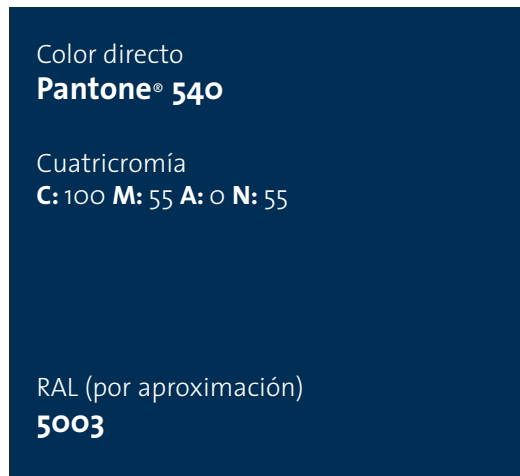 Color directo
Pantone® 540
Cuatricromía
C: 100 M: 55 A: 0 N: 55
RAL (por aproximación)
5003